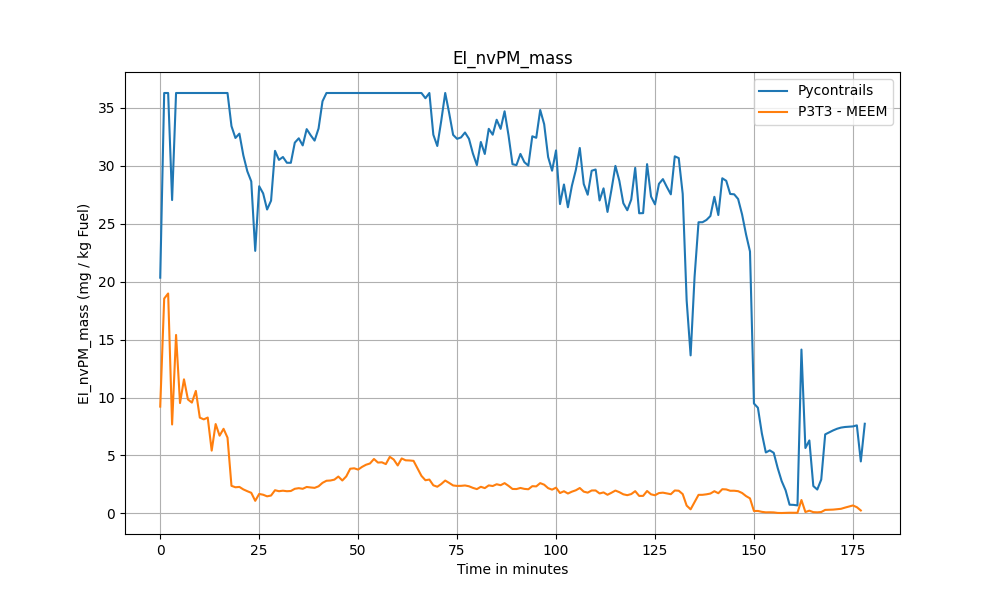 EI_nvPM_mass
Pycontrails
P3T3 - MEEM
EI_nvPM_mass (mg / kg Fuel)
35
30
25
20
15
10
5
0
0 25 50 75 100 125 150 175
Time in minutes